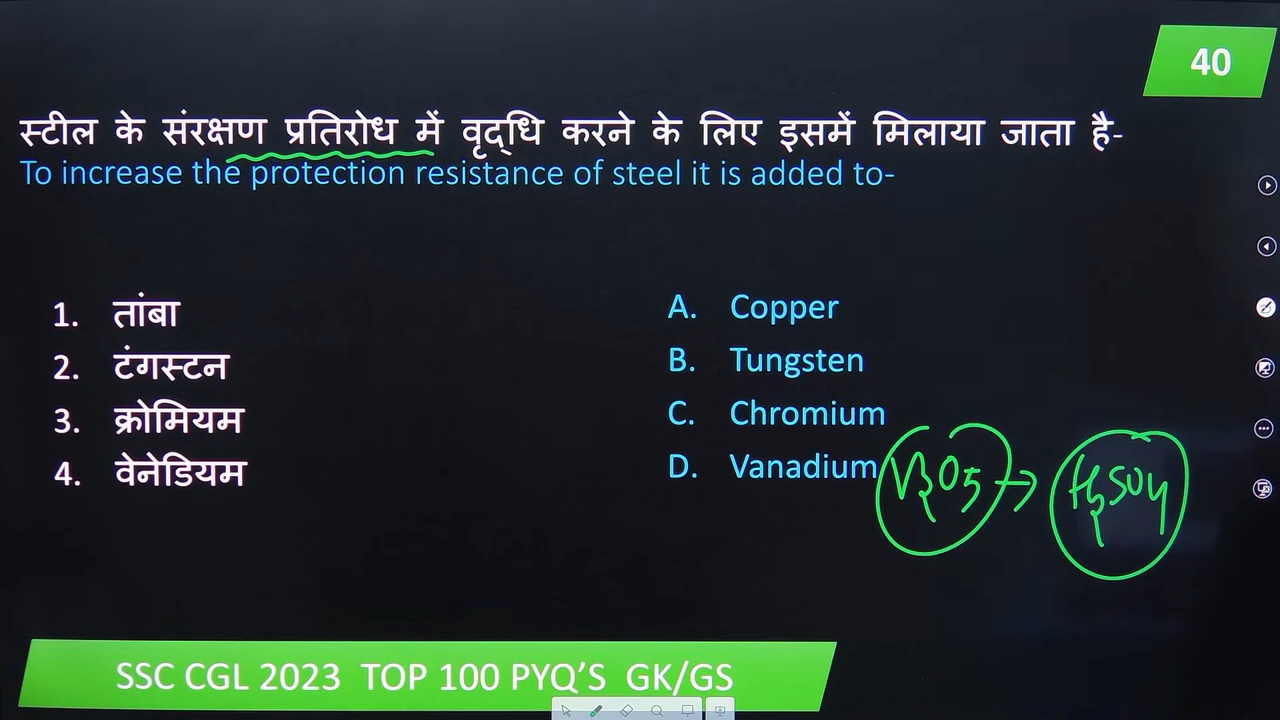 40
स्टील के संरक्षण प्रतिरोध में वृद्धि करने के लिए इसमें मिलाया जाता है-
To increase the protection resistance of steel it is added to-
1. तांबा
2. टंगस्टन
3. क्रोमियम
4. वेनेडियम
A. Copper
B. Tungsten
C. Chromium
D. Vanadium
V2O5 → H2SO4
SSC CGL 2023 TOP 100 PYQ'S GK/GS